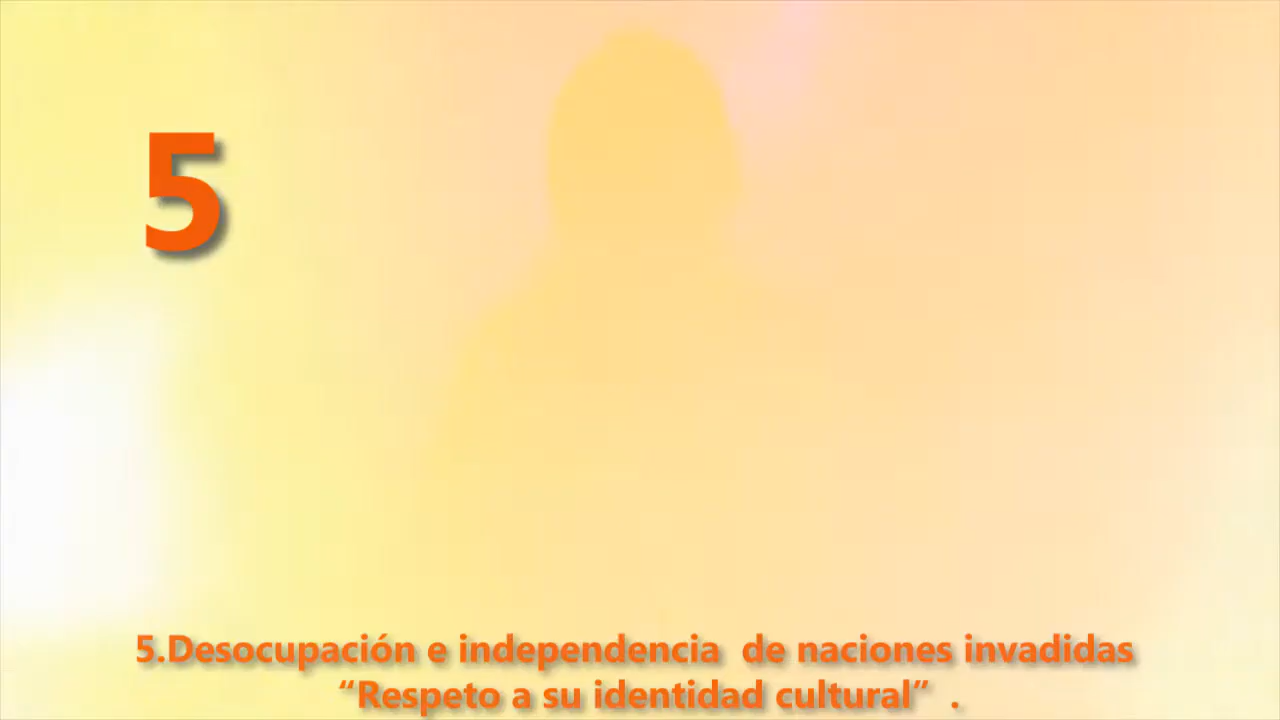 5
5.Desocupación e independencia de naciones invadidas
“Respeto a su identidad cultural” .